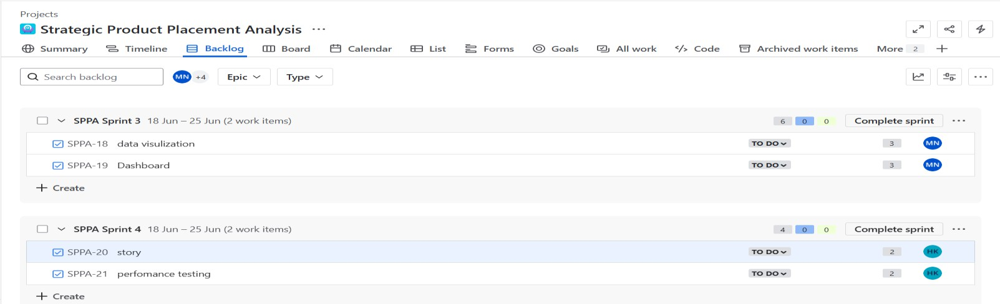 Projects
Strategic Product Placement Analysis
Summary Timeline Backlog Board Calendar List Forms Goals All work Code Archived work items More 2
Search backlog MN +4 Epic Type
SPPA Sprint 3 18 Jun – 25 Jun (2 work items) 6 0 0 Complete sprint
SPPA-18 data visulization TO DO 3 MN
SPPA-19 Dashboard TO DO 3 MN
Create
SPPA Sprint 4 18 Jun – 25 Jun (2 work items) 4 0 0 Complete sprint
SPPA-20 story TO DO 2 HK
SPPA-21 perfomance testing TO DO 2 HK
Create